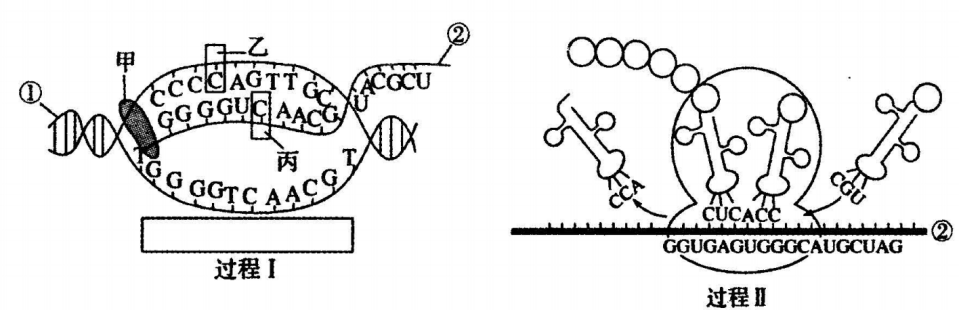 乙
②
甲
①
CCCCAGTTGCA
UACGCU
GGGGUCAACG
丙
TGGGGTCAACGT
过程Ⅰ
CCA
CUCACC
CGU
②
GGUGAGUGGGCAUGCUAG
过程Ⅱ